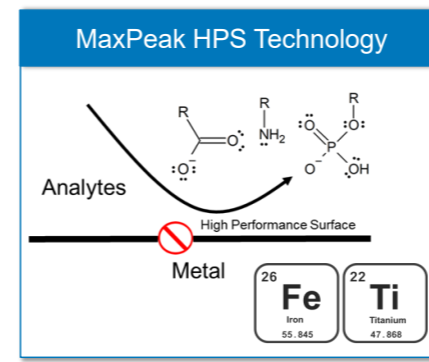 MaxPeak HPS Technology
R
O
:O:
-
R
NH2
R
:O
:O:
P
O-
OH
Analytes
High Performance Surface
Metal
26
Fe
Iron
55.845
22
Ti
Titanium
47.868